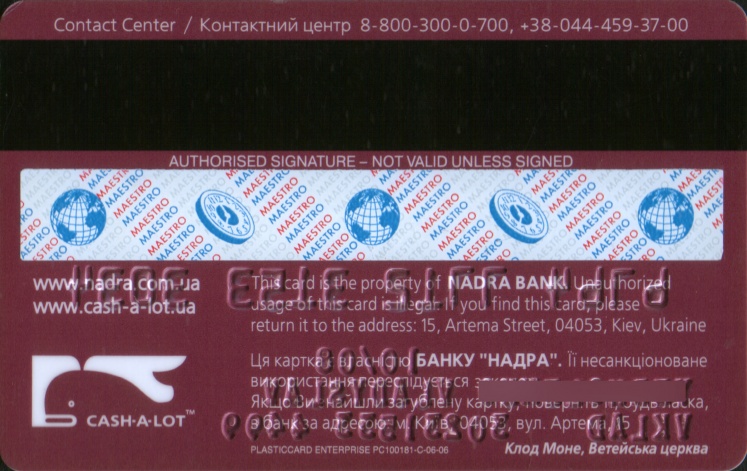 Contact Center / Контактний центр 8-800-300-0-700, +38-044-459-37-00
AUTHORISED SIGNATURE – NOT VALID UNLESS SIGNED
MAESTRO MAESTRO MAESTRO MAESTRO
www.nadra.com.ua
www.cash-a-lot.ua
This card is the property of NADRA BANK. Unauthorized
usage of this card is illegal. If you find this card, please
return it to the address: 15, Artema Street, 04053, Kiev, Ukraine
Ця картка є власністю БАНКУ "НАДРА". Її несанкціоноване
використання переслідується
Якщо Ви знайшли загублену картку, поверніть її, будь ласка,
в банк за адресою: м. Київ, 04053, вул. Артема, 15
CASH-A-LOT™
PLASTICCARD ENTERPRISE PC100181-C-06-06
Клод Моне, Ветейська церква